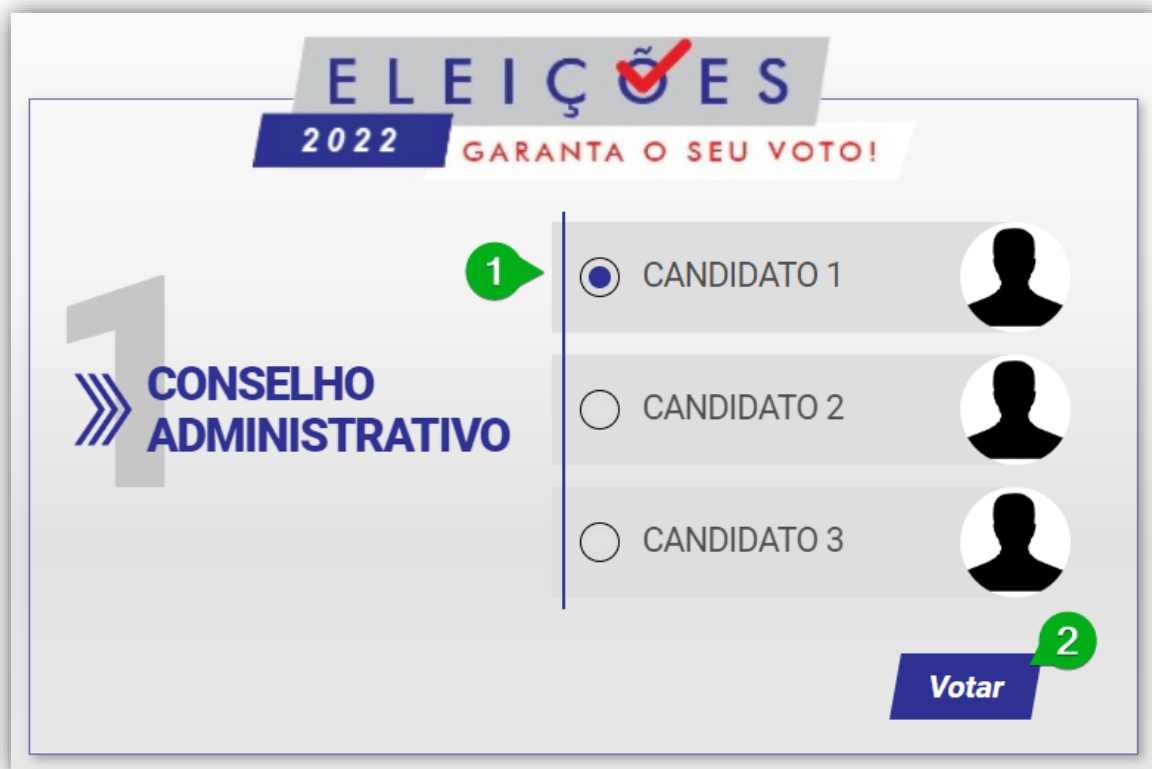 ELEIÇÕES
2022
GARANTA O SEU VOTO!
1
CONSELHO
ADMINISTRATIVO
1
CANDIDATO 1
CANDIDATO 2
CANDIDATO 3
2
Votar